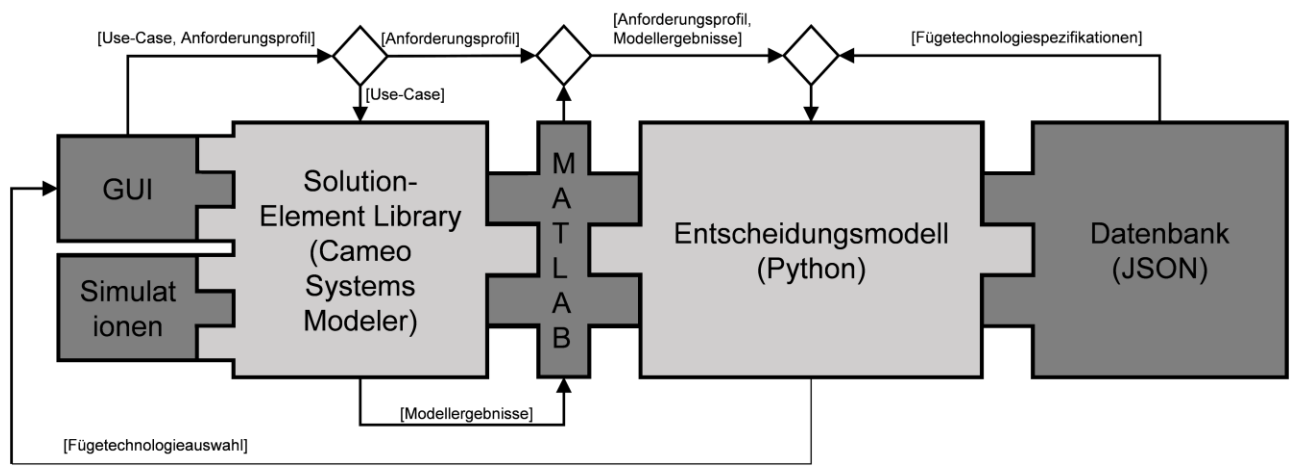 [Use-Case, Anforderungsprofil]
[Anforderungsprofil]
[Anforderungsprofil,
Modellergebnisse]
[Fügetechnologiespezifikationen]
[Use-Case]
GUI
Simulat
ionen
Solution-
Element Library
(Cameo
Systems
Modeler)
M
A
T
L
A
B
Entscheidungsmodell
(Python)
Datenbank
(JSON)
[Modellergebnisse]
[Fügetechnologieauswahl]